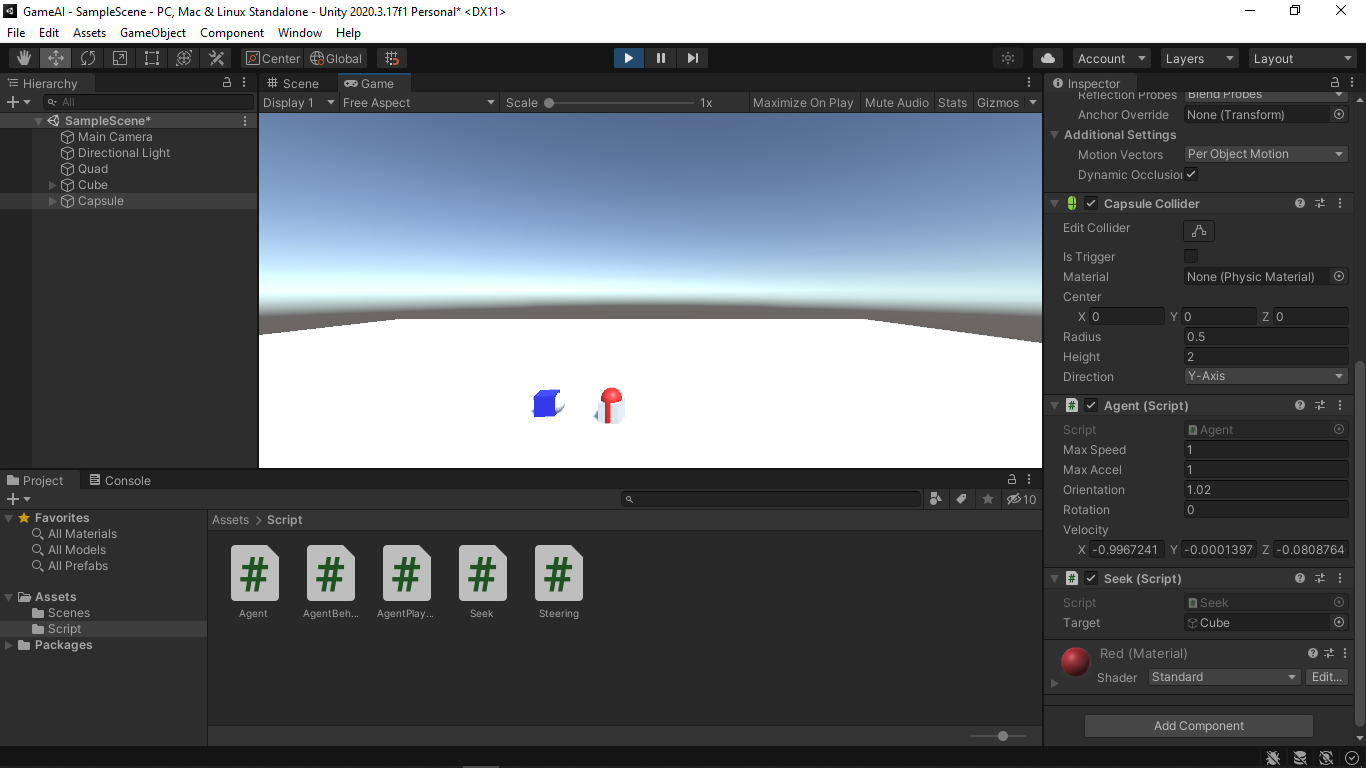 GameAI - SampleScene - PC, Mac & Linux Standalone - Unity 2020.3.17f1 Personal* <DX11>
File Edit Assets GameObject Component Window Help
Center Global Account Layers Layout
Hierarchy
All
SampleScene*
Main Camera
Directional Light
Quad
Cube
Capsule
Scene Game
Display 1 Free Aspect Scale 1x Maximize On Play Mute Audio Stats Gizmos
Inspector
Reflection Probes Blend Probes
Anchor Override None (Transform)
Additional Settings
Motion Vectors Per Object Motion
Dynamic Occlusion
Capsule Collider
Edit Collider
Is Trigger
Material None (Physic Material)
Center
X 0 Y 0 Z 0
Radius 0.5
Height 2
Direction Y-Axis
# Agent (Script)
Script # Agent
Max Speed 1
Max Accel 1
Orientation 1.02
Rotation 0
Velocity
X -0.9967241 Y -0.0001397 Z -0.0808764
# Seek (Script)
Script # Seek
Target Cube
Red (Material)
Shader Standard Edit...
Add Component
Project Console
10
Favorites
All Materials
All Models
All Prefabs
Assets
Scenes
Script
Packages
Assets > Script
# # # # #
Agent AgentBeh... AgentPlay... Seek Steering